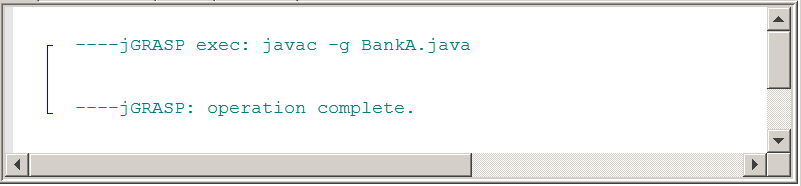 ----jGRASP exec: javac -g BankA.java
----jGRASP: operation complete.